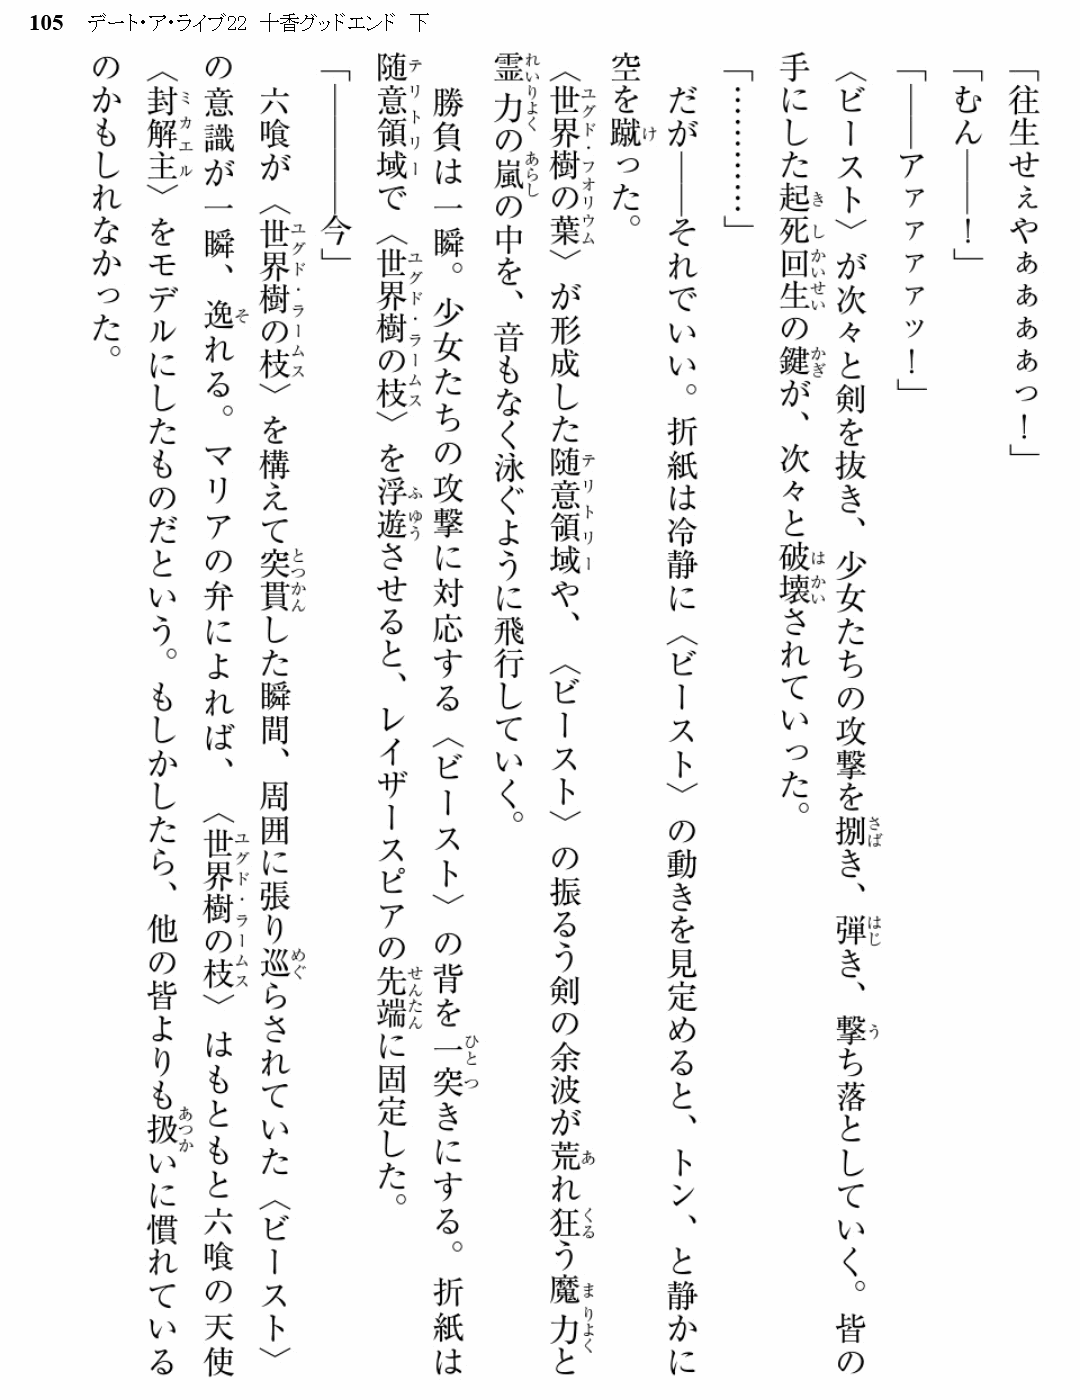 105 デート・ア・ライブ22 十香グッドエンド 下
「往生せぇやぁぁぁぁっ！」
「むん――！」
「――アァァァァッ！」
〈ビースト〉が次々と剣を抜き、少女たちの攻撃を捌き、弾き、撃ち落としていく。皆の
手にした起死回生の鍵が、次々と破壊されていった。
「…………」
だが――それでいい。折紙は冷静に〈ビースト〉の動きを見定めると、トン、と静かに
空を蹴った。
〈世界樹の葉〉が形成した随意領域や、〈ビースト〉の振るう剣の余波が荒れ狂う魔力と
霊力の嵐の中を、音もなく泳ぐように飛行していく。
勝負は一瞬。少女たちの攻撃に対応する〈ビースト〉の背を一突きにする。折紙は
随意領域で〈世界樹の枝〉を浮遊させると、レイザースピアの先端に固定した。
「――――今」
六喰が〈世界樹の枝〉を構えて突貫した瞬間、周囲に張り巡らされていた〈ビースト〉
の意識が一瞬、逸れる。マリアの弁によれば、〈世界樹の枝〉はもともと六喰の天使
〈封解主〉をモデルにしたものだという。もしかしたら、他の皆よりも扱いに慣れている
のかもしれなかった。